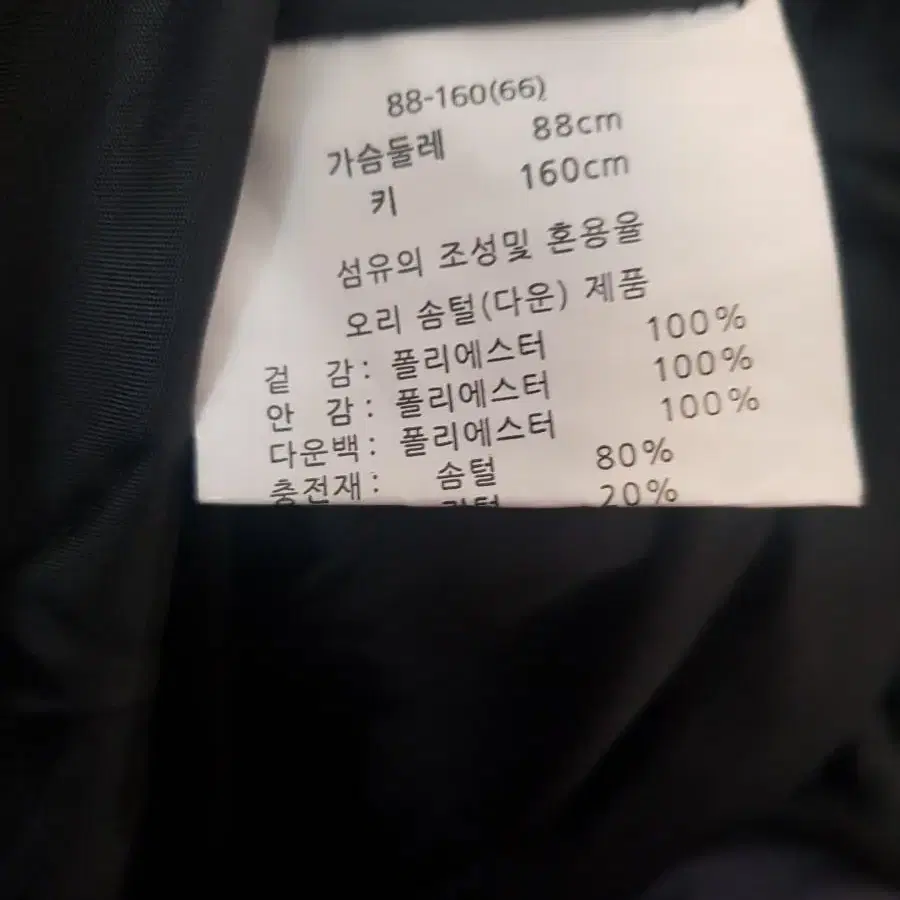 88-160(66)
가슴둘레 88cm
키 160cm
섬유의 조성및 혼용율
오리 솜털(다운) 제품
겉 감: 폴리에스터 100%
안 감: 폴리에스터 100%
다운백: 폴리에스터 100%
충전재: 솜털 80%
20%